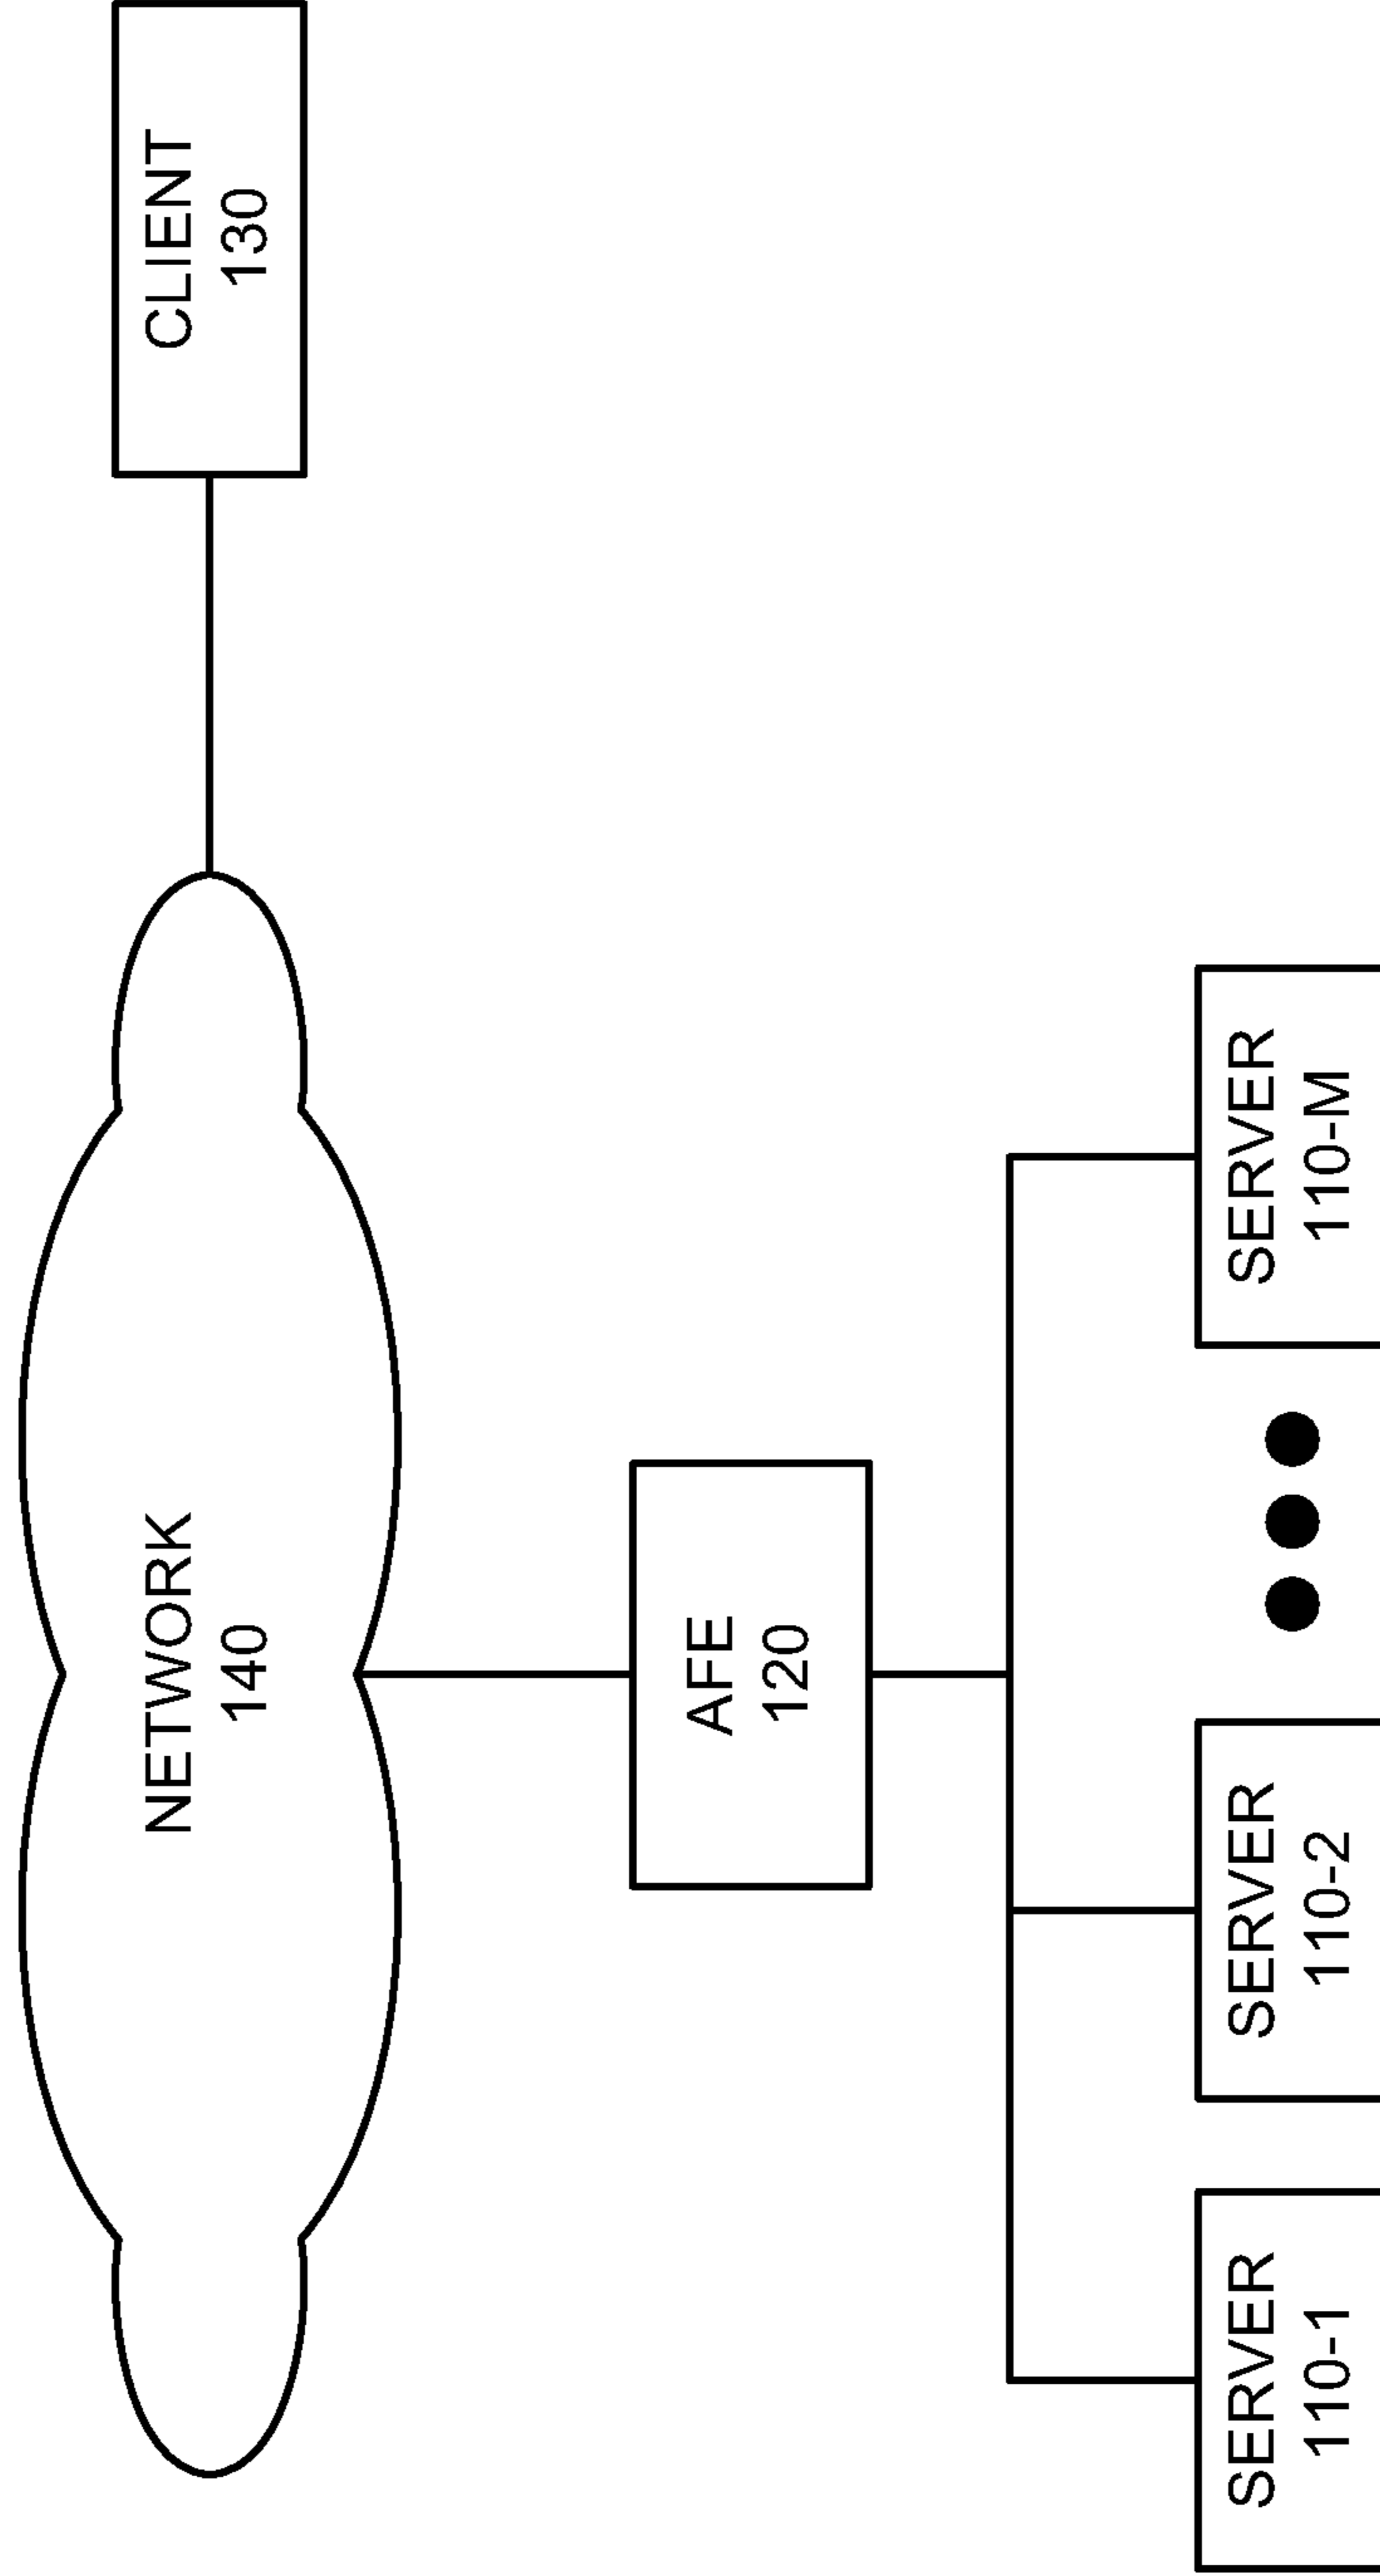 NETWORK
140
CLIENT
130
AFE
120
SERVER
110-1
SERVER
110-2
SERVER
110-M